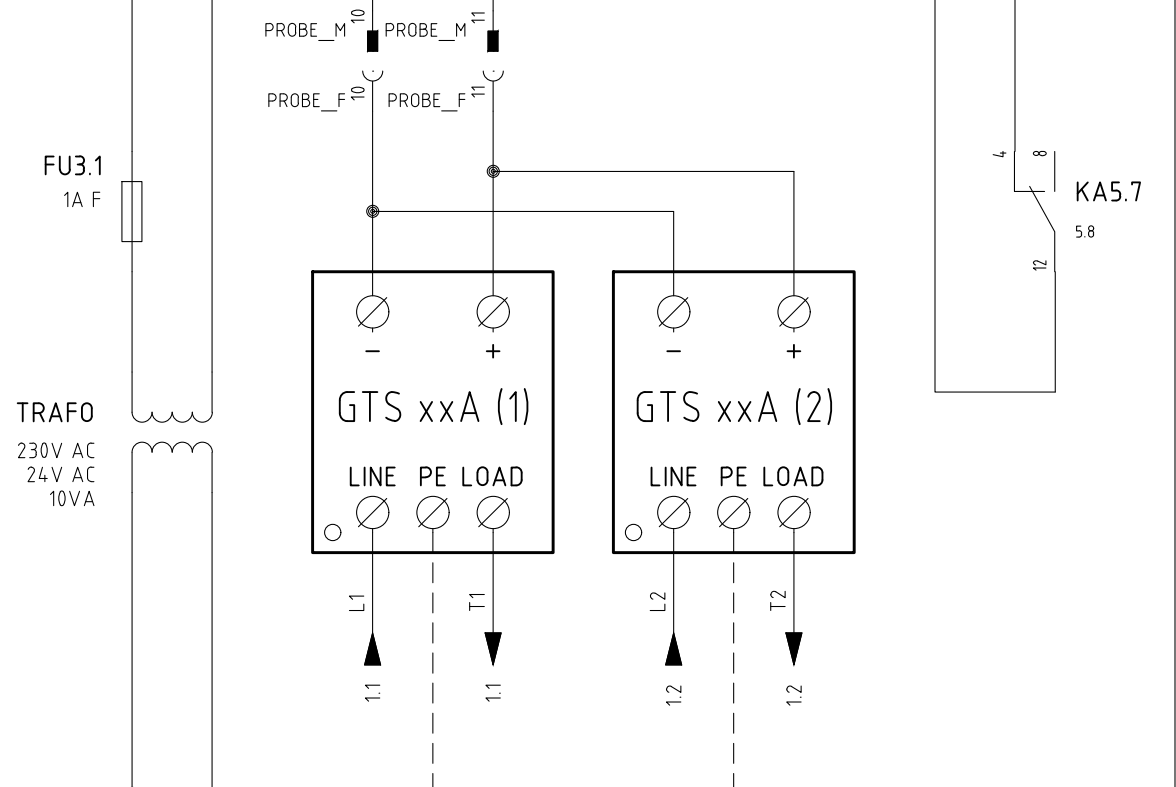 PROBE_M 10 PROBE_M 11
PROBE_F 10 PROBE_F 11
FU3.1
1A F
4 8
KA5.7
5.8
12
- + - +
TRAFO
230V AC
24V AC
10VA
GTS xxA (1) GTS xxA (2)
LINE PE LOAD LINE PE LOAD
L1 T1 L2 T2
1.1 1.1 1.2 1.2